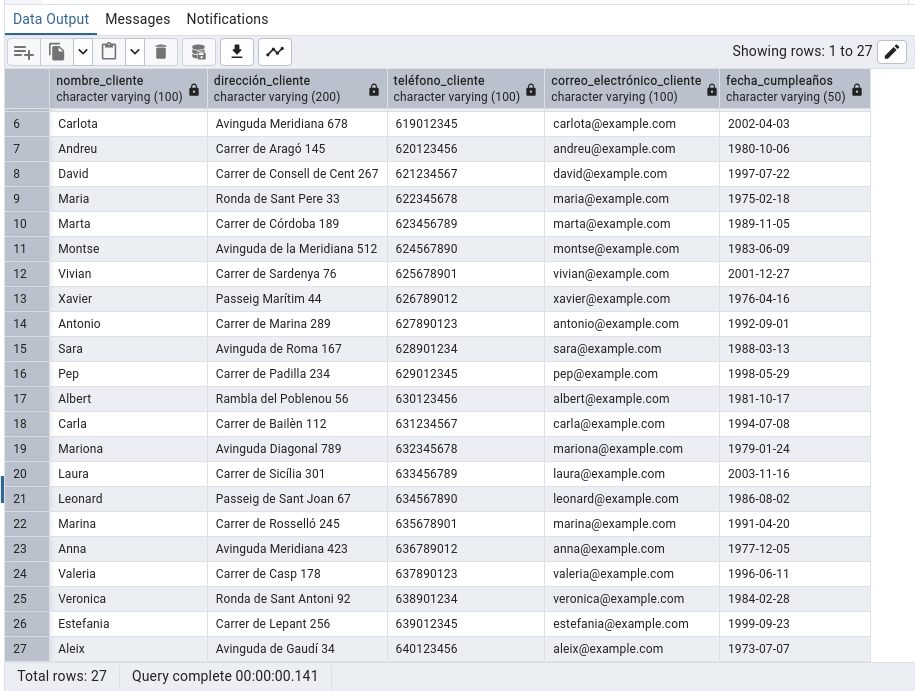 Data Output Messages Notifications
Showing rows: 1 to 27
nombre_cliente dirección_cliente teléfono_cliente correo_electrónico_cliente fecha_cumpleaños
character varying (100) character varying (200) character varying (100) character varying (100) character varying (50)
6 Carlota Avinguda Meridiana 678 619012345 carlota@example.com 2002-04-03
7 Andreu Carrer de Aragó 145 620123456 andreu@example.com 1980-10-06
8 David Carrer de Consell de Cent 267 621234567 david@example.com 1997-07-22
9 Maria Ronda de Sant Pere 33 622345678 maria@example.com 1975-02-18
10 Marta Carrer de Córdoba 189 623456789 marta@example.com 1989-11-05
11 Montse Avinguda de la Meridiana 512 624567890 montse@example.com 1983-06-09
12 Vivian Carrer de Sardenya 76 625678901 vivian@example.com 2001-12-27
13 Xavier Passeig Marítim 44 626789012 xavier@example.com 1976-04-16
14 Antonio Carrer de Marina 289 627890123 antonio@example.com 1992-09-01
15 Sara Avinguda de Roma 167 628901234 sara@example.com 1988-03-13
16 Pep Carrer de Padilla 234 629012345 pep@example.com 1998-05-29
17 Albert Rambla del Poblenou 56 630123456 albert@example.com 1981-10-17
18 Carla Carrer de Bailèn 112 631234567 carla@example.com 1994-07-08
19 Mariona Avinguda Diagonal 789 632345678 mariona@example.com 1979-01-24
20 Laura Carrer de Sicília 301 633456789 laura@example.com 2003-11-16
21 Leonard Passeig de Sant Joan 67 634567890 leonard@example.com 1986-08-02
22 Marina Carrer de Rosselló 245 635678901 marina@example.com 1991-04-20
23 Anna Avinguda Meridiana 423 636789012 anna@example.com 1977-12-05
24 Valeria Carrer de Casp 178 637890123 valeria@example.com 1996-06-11
25 Veronica Ronda de Sant Antoni 92 638901234 veronica@example.com 1984-02-28
26 Estefania Carrer de Lepant 256 639012345 estefania@example.com 1999-09-23
27 Aleix Avinguda de Gaudí 34 640123456 aleix@example.com 1973-07-07
Total rows: 27 Query complete 00:00:00.141